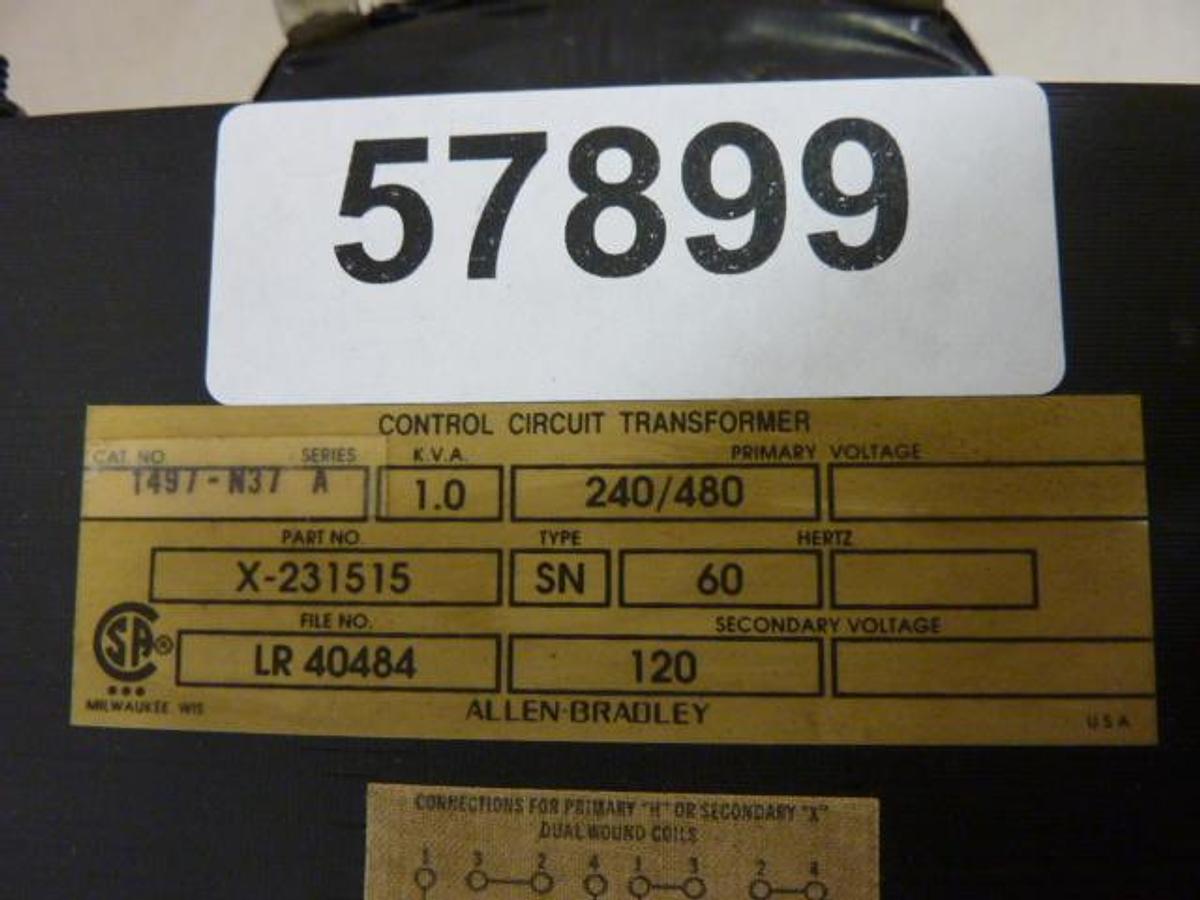 57899
CONTROL CIRCUIT TRANSFORMER
CAT. NO SERIES K.V.A. PRIMARY VOLTAGE
1497-N37 A 1.0 240/480
PART NO. TYPE HERTZ
X-231515 SN 60
FILE NO. SECONDARY VOLTAGE
SA® LR 40484 120
MILWAUKEE WIS ALLEN-BRADLEY USA
CONNECTIONS FOR PRIMARY "H" OR SECONDARY "X"
DUAL WOUND COILS
1 3 2 4 1 3 2 4